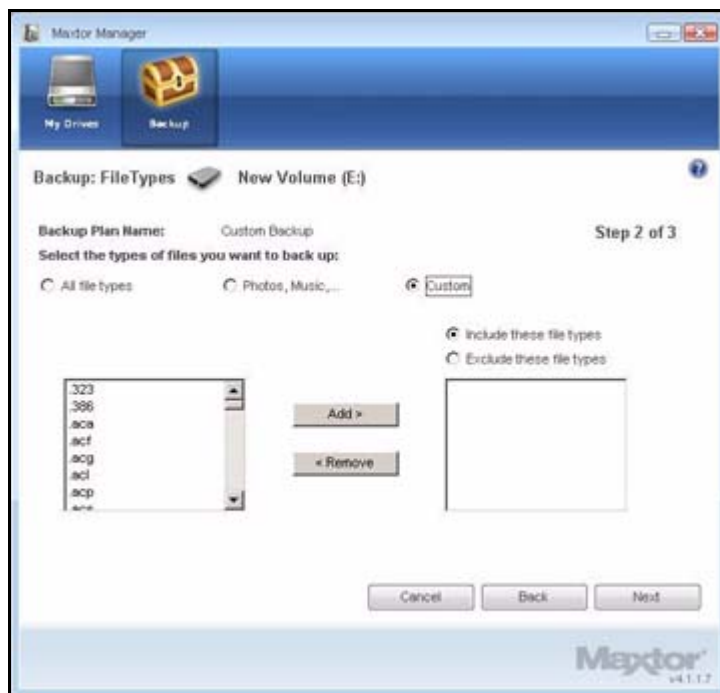 Maxtor Manager
My Drives
Backup
Backup: FileTypes New Volume (E:)
Backup Plan Name: Custom Backup
Step 2 of 3
Select the types of files you want to back up:
All file types
Photos, Music,...
Custom
Include these file types
Exclude these file types
.323
.386
.aca
.acf
.acg
.acl
.acp
.acs
Add >
< Remove
Cancel
Back
Next
Maxtor
v4.1.1.7